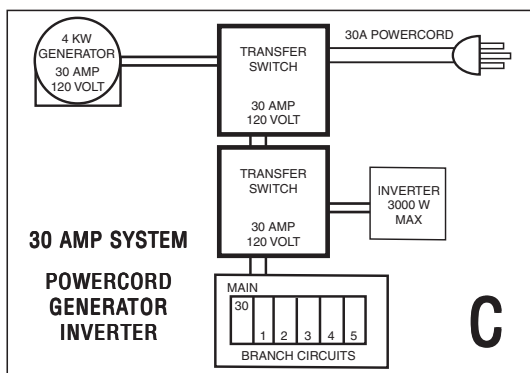 4 KW
GENERATOR
30 AMP
120 VOLT
TRANSFER
SWITCH
30 AMP
120 VOLT
30A POWERCORD
TRANSFER
SWITCH
30 AMP
120 VOLT
INVERTER
3000 W
MAX
30 AMP SYSTEM
POWERCORD
GENERATOR
INVERTER
MAIN
30
1 2 3 4 5
BRANCH CIRCUITS
C